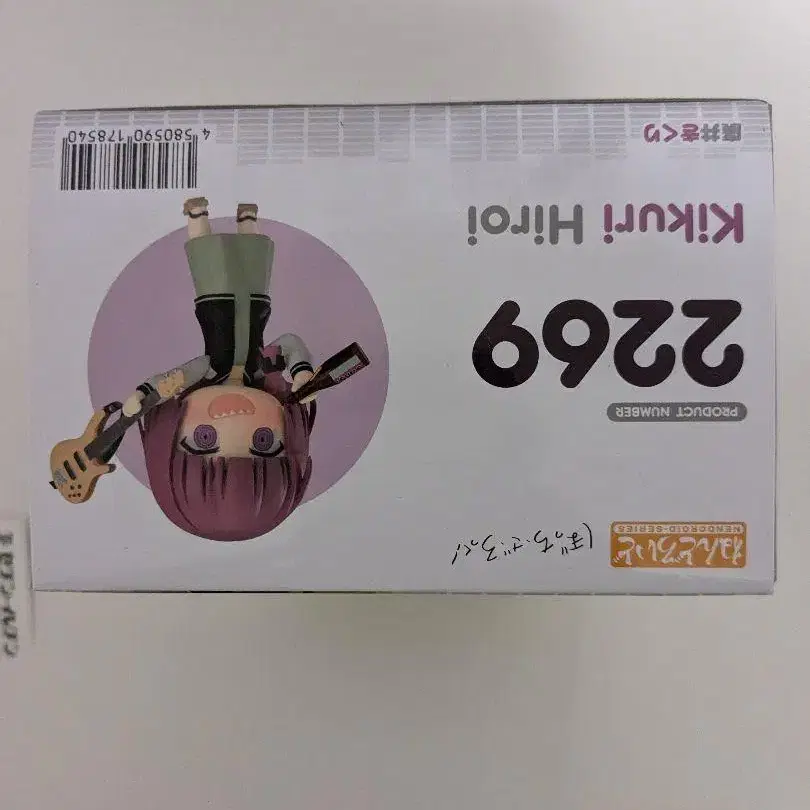 ねんどろいど
NENDOROID-SERIES
ぼっち・ざ・ろっく!
PRODUCT NUMBER
2269
Kikuri Hiroi
廣井きくり
4 580590 178540